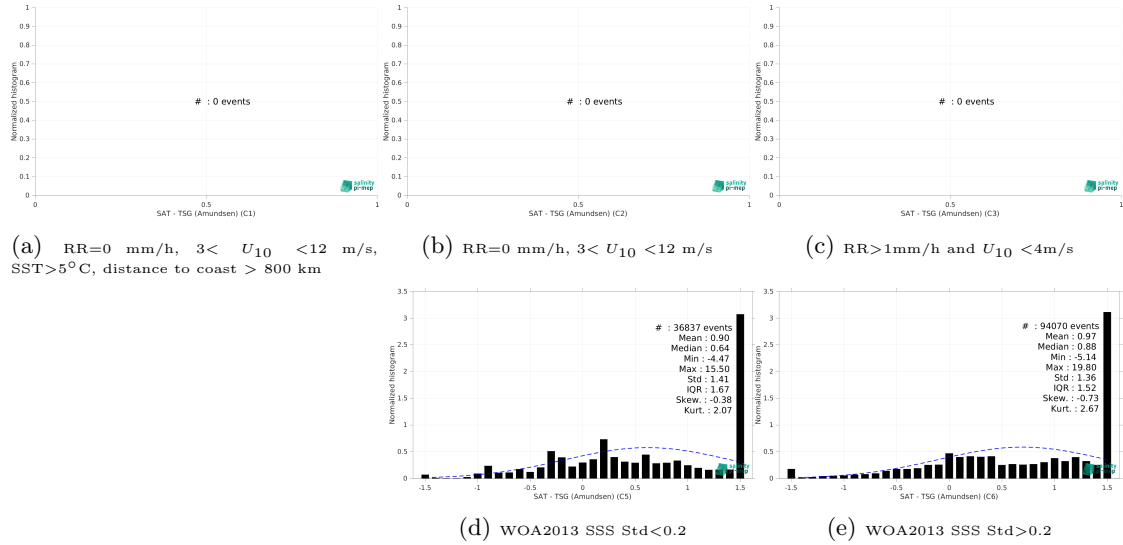 1
0.9
0.8
0.7
0.6
0.5
0.4
0.3
0.2
0.1
0
Normalized histogram
# : 0 events
salinity
pi-mep
0 0.5 1
SAT - TSG (Amundsen) (C1)
1
0.9
0.8
0.7
0.6
0.5
0.4
0.3
0.2
0.1
0
Normalized histogram
# : 0 events
salinity
pi-mep
0 0.5 1
SAT - TSG (Amundsen) (C2)
1
0.9
0.8
0.7
0.6
0.5
0.4
0.3
0.2
0.1
0
Normalized histogram
# : 0 events
salinity
pi-mep
0 0.5 1
SAT - TSG (Amundsen) (C3)
(a) RR=0 mm/h, 3< U10 <12 m/s,
SST>5°C, distance to coast > 800 km
(b) RR=0 mm/h, 3< U10 <12 m/s
(c) RR>1mm/h and U10 <4m/s
3.5
3
2.5
2
1.5
1
0.5
0
Normalized histogram
# : 36837 events
Mean : 0.90
Median : 0.64
Min : -4.47
Max : 15.50
Std : 1.41
IQR : 1.67
Skew. : -0.38
Kurt. : 2.07
salinity
pi-mep
-1.5 -1 -0.5 0 0.5 1 1.5
SAT - TSG (Amundsen) (C5)
3.5
3
2.5
2
1.5
1
0.5
0
Normalized histogram
# : 94070 events
Mean : 0.97
Median : 0.88
Min : -5.14
Max : 19.80
Std : 1.36
IQR : 1.52
Skew. : -0.73
Kurt. : 2.67
salinity
pi-mep
-1.5 -1 -0.5 0 0.5 1 1.5
SAT - TSG (Amundsen) (C6)
(d) WOA2013 SSS Std<0.2
(e) WOA2013 SSS Std>0.2